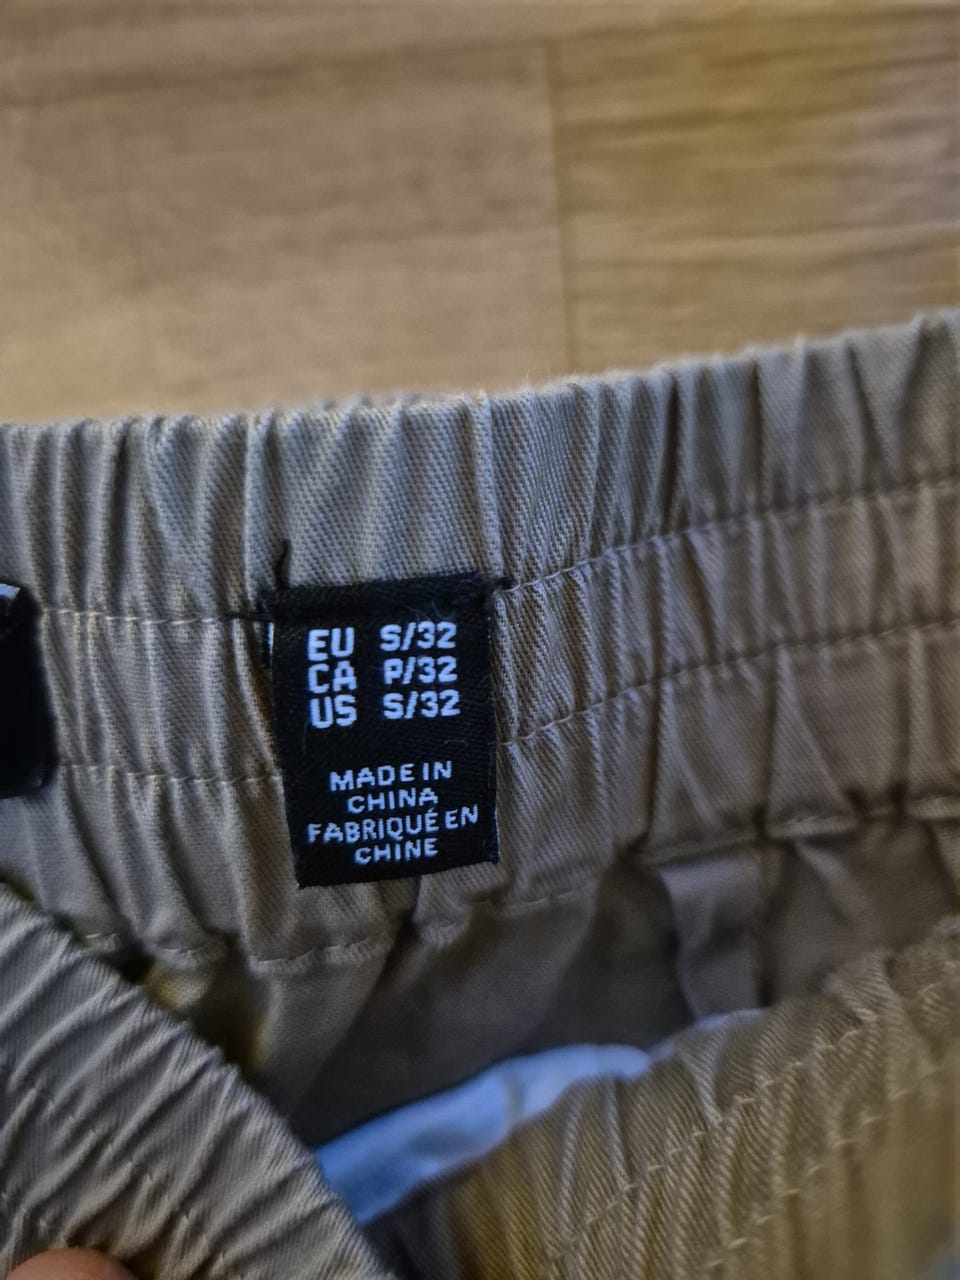 EU S/32
CA P/32
US S/32
MADE IN
CHINA
FABRIQUÉ EN
CHINE